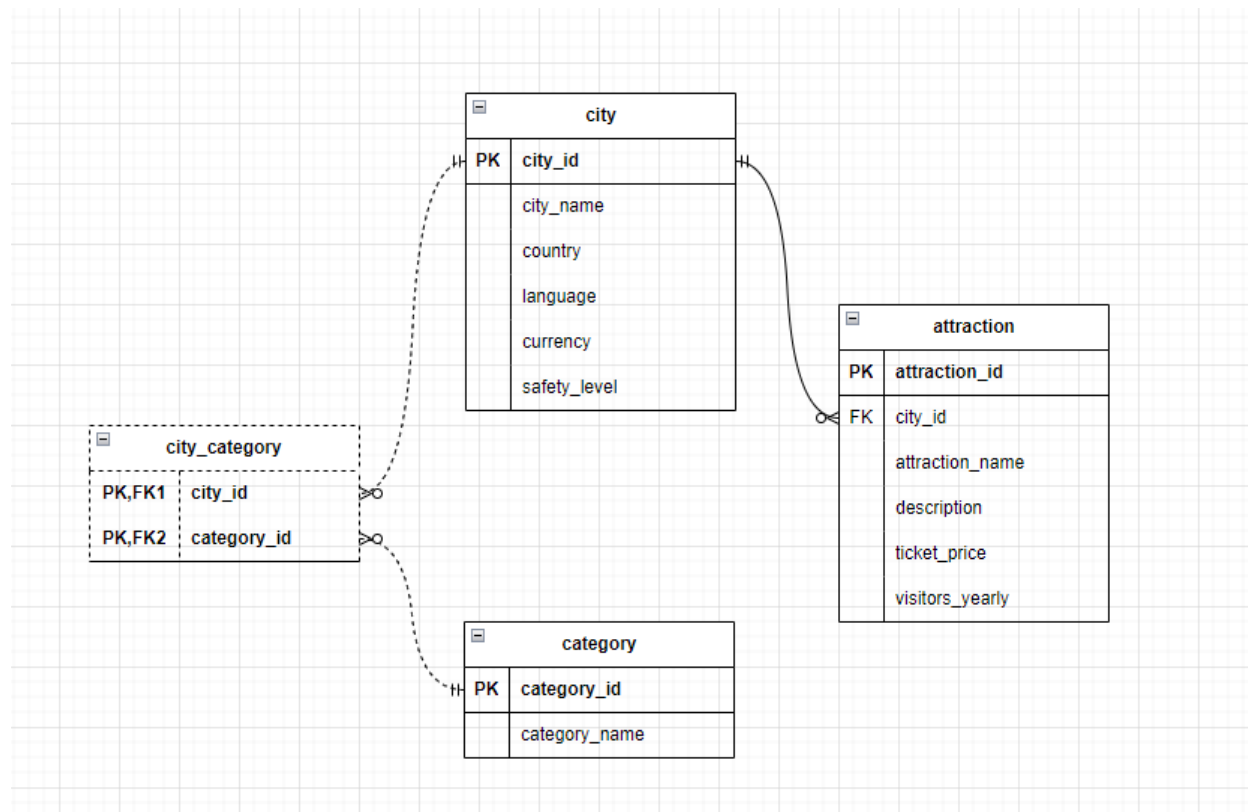 city
PK city_id
city_name
country
language
currency
safety_level
attraction
PK attraction_id
FK city_id
attraction_name
description
ticket_price
visitors_yearly
city_category
PK,FK1 city_id
PK,FK2 category_id
category
PK category_id
category_name